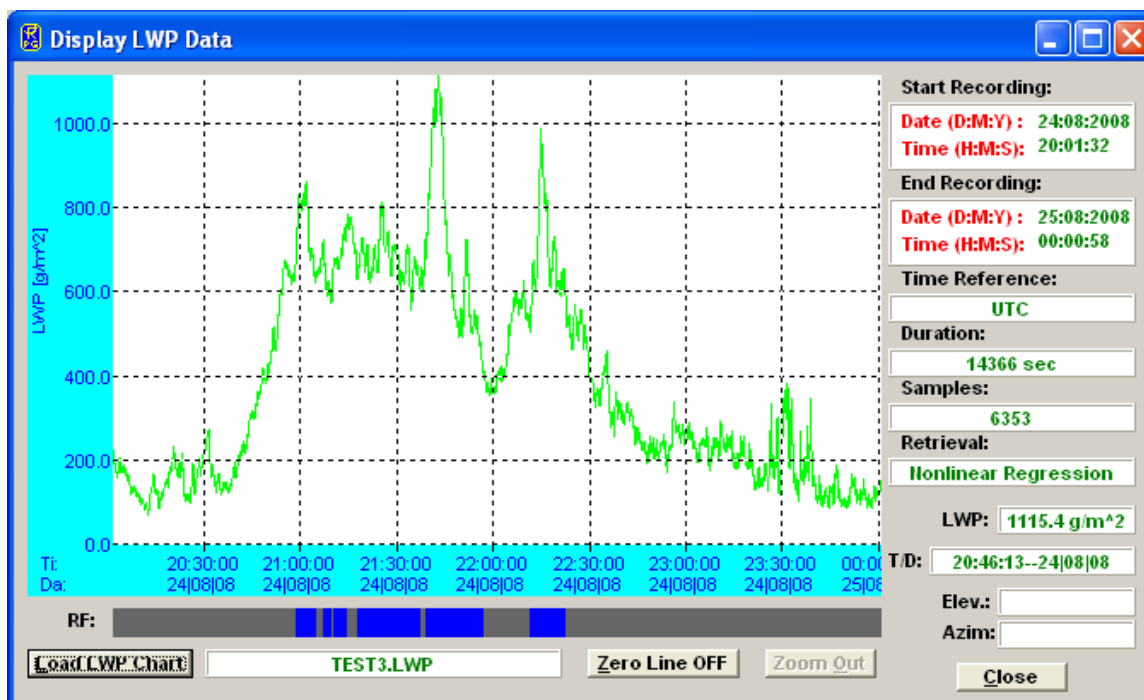 Display LWP Data
LWP [g/m^2]
1000.0
800.0
600.0
400.0
200.0
0.0
Ti: 20:30:00 21:00:00 21:30:00 22:00:00 22:30:00 23:00:00 23:30:00 00:00
Da: 24|08|08 24|08|08 24|08|08 24|08|08 24|08|08 24|08|08 24|08|08 25|08
RF:
Load LWP Chart
TEST3.LWP
Zero Line OFF
Zoom Out
Start Recording:
Date (D:M:Y) : 24:08:2008
Time (H:M:S): 20:01:32
End Recording:
Date (D:M:Y) : 25:08:2008
Time (H:M:S): 00:00:58
Time Reference:
UTC
Duration:
14366 sec
Samples:
6353
Retrieval:
Nonlinear Regression
LWP: 1115.4 g/m^2
T/D: 20:46:13--24|08|08
Elev.:
Azim:
Close